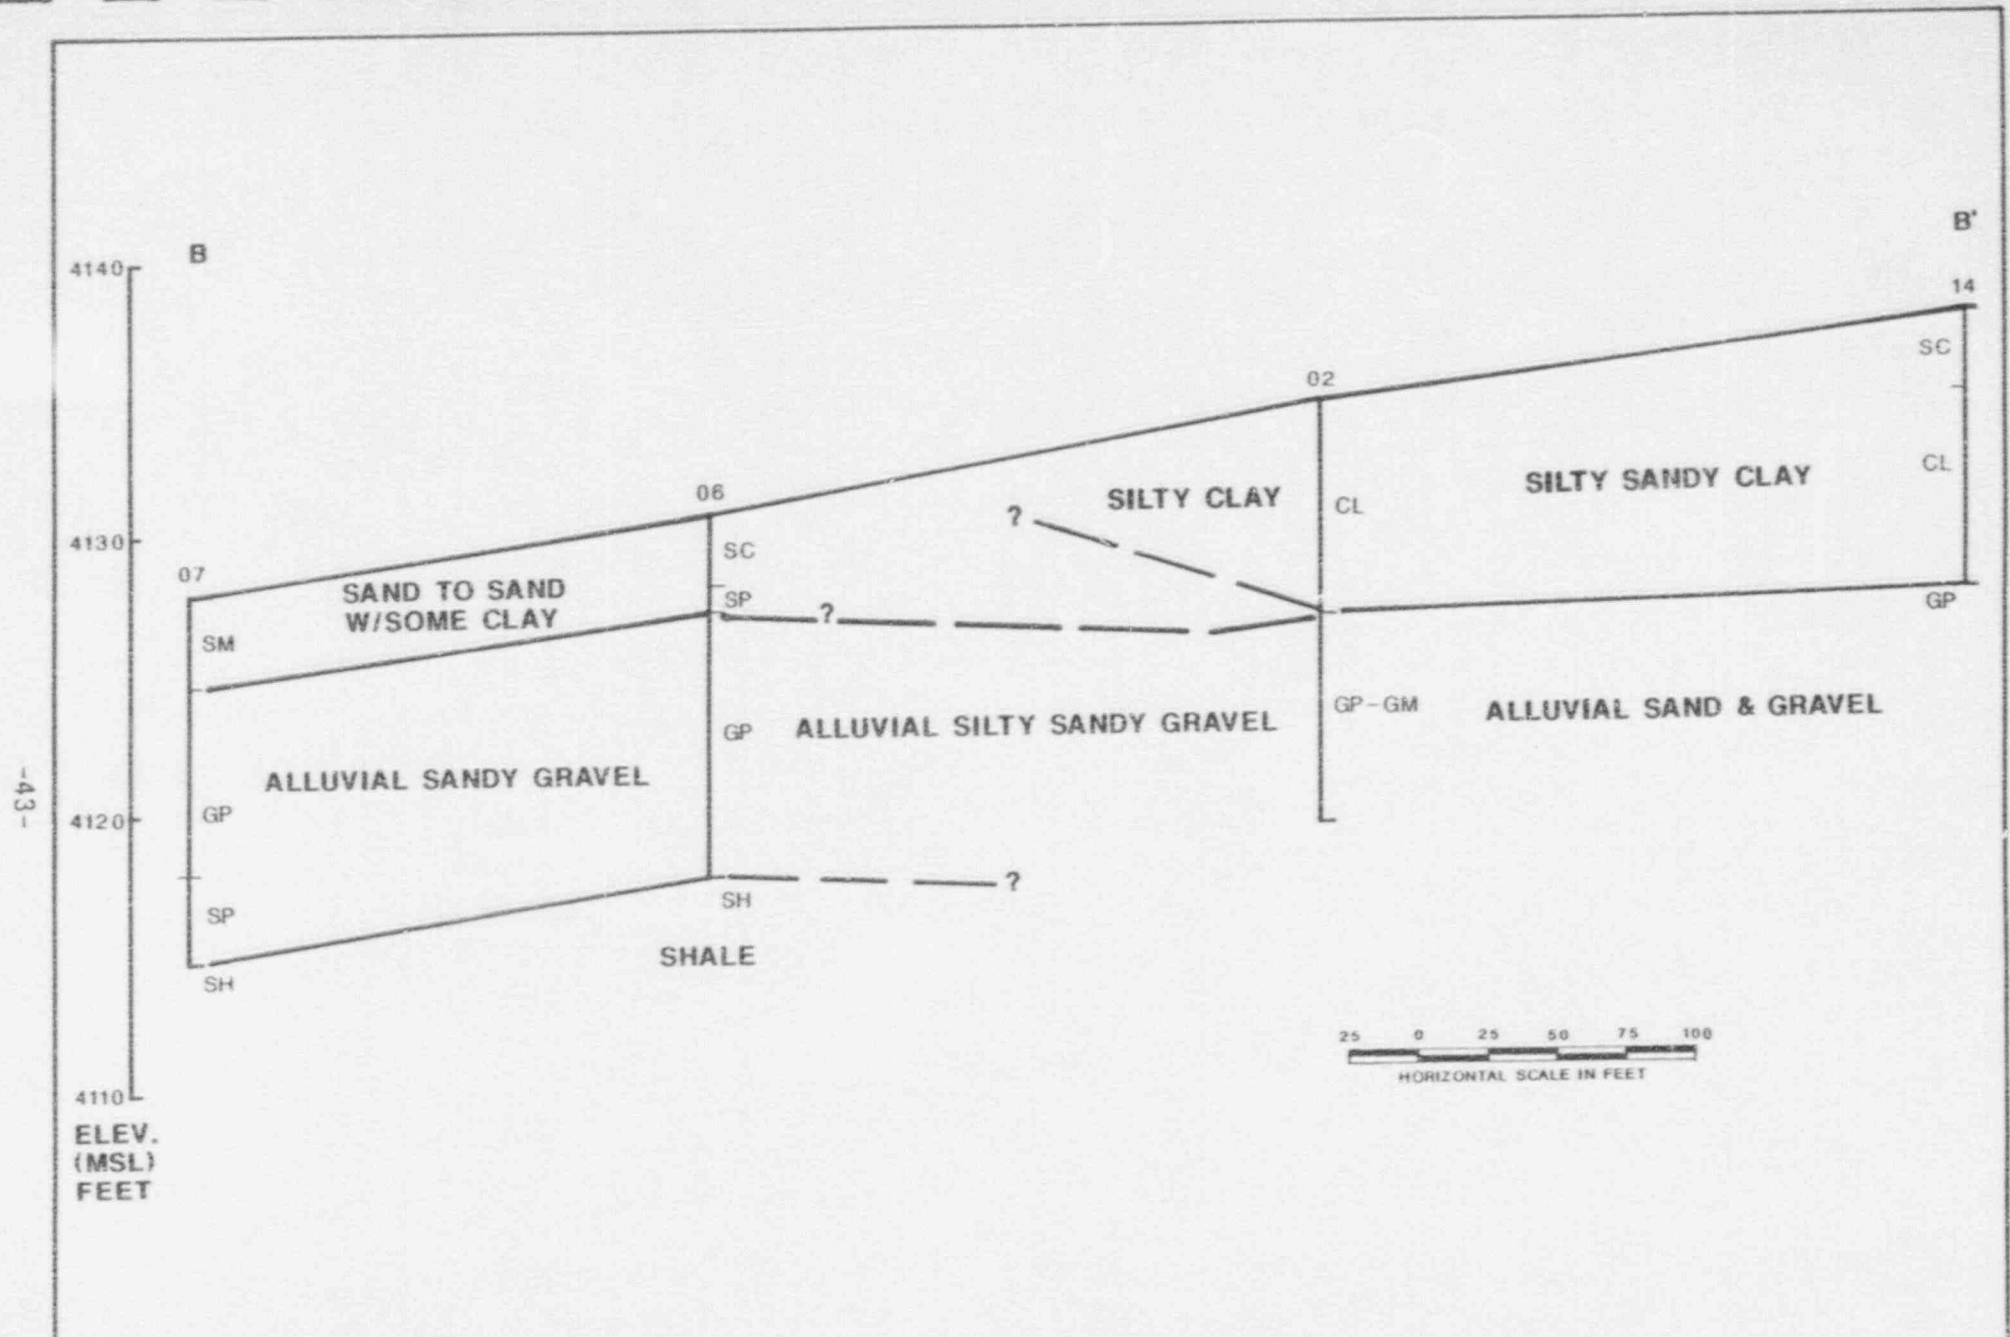 B
B'
4140
14
SC
02
CL
SILTY CLAY
CL
SILTY SANDY CLAY
?
06
4130
SC
07
SAND TO SAND
W/SOME CLAY
SP
?
GP
SM
GP
ALLUVIAL SILTY SANDY GRAVEL
GP-GM
ALLUVIAL SAND & GRAVEL
ALLUVIAL SANDY GRAVEL
-43-
4120
GP
SP
SH
?
SHALE
SH
25 0 25 50 75 100
HORIZONTAL SCALE IN FEET
4110
ELEV.
(MSL)
FEET